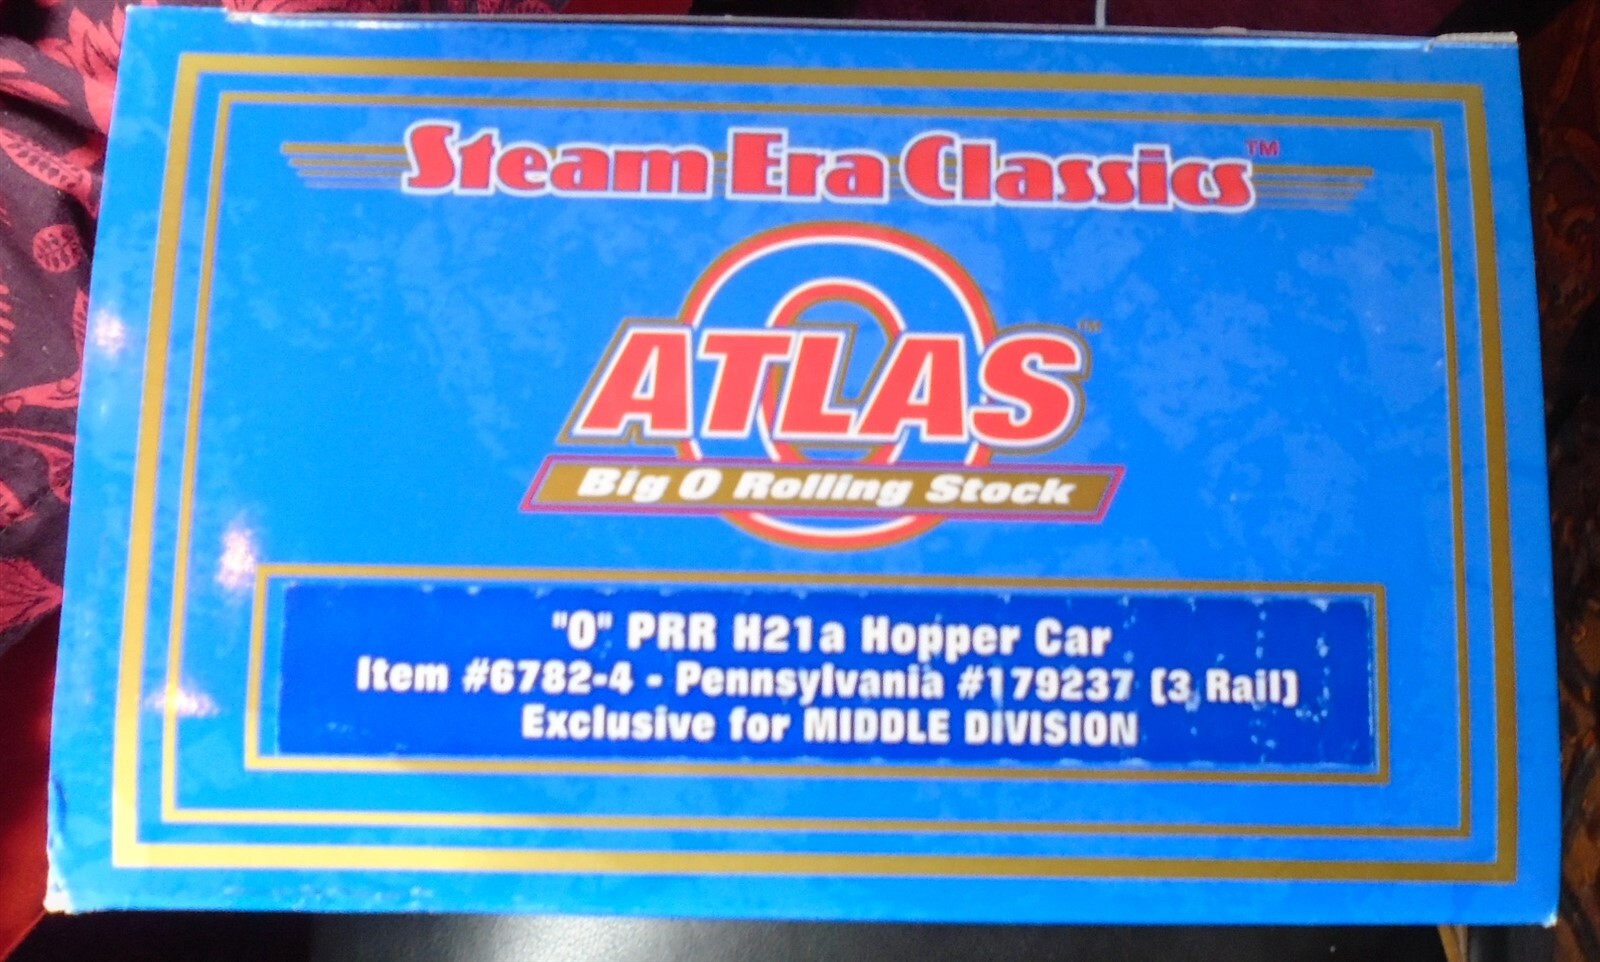 Steam Era Classics™
ATLAS™
Big O Rolling Stock
"O" PRR H21a Hopper Car
Item #6782-4 - Pennsylvania #179237 (3 Rail)
Exclusive for MIDDLE DIVISION